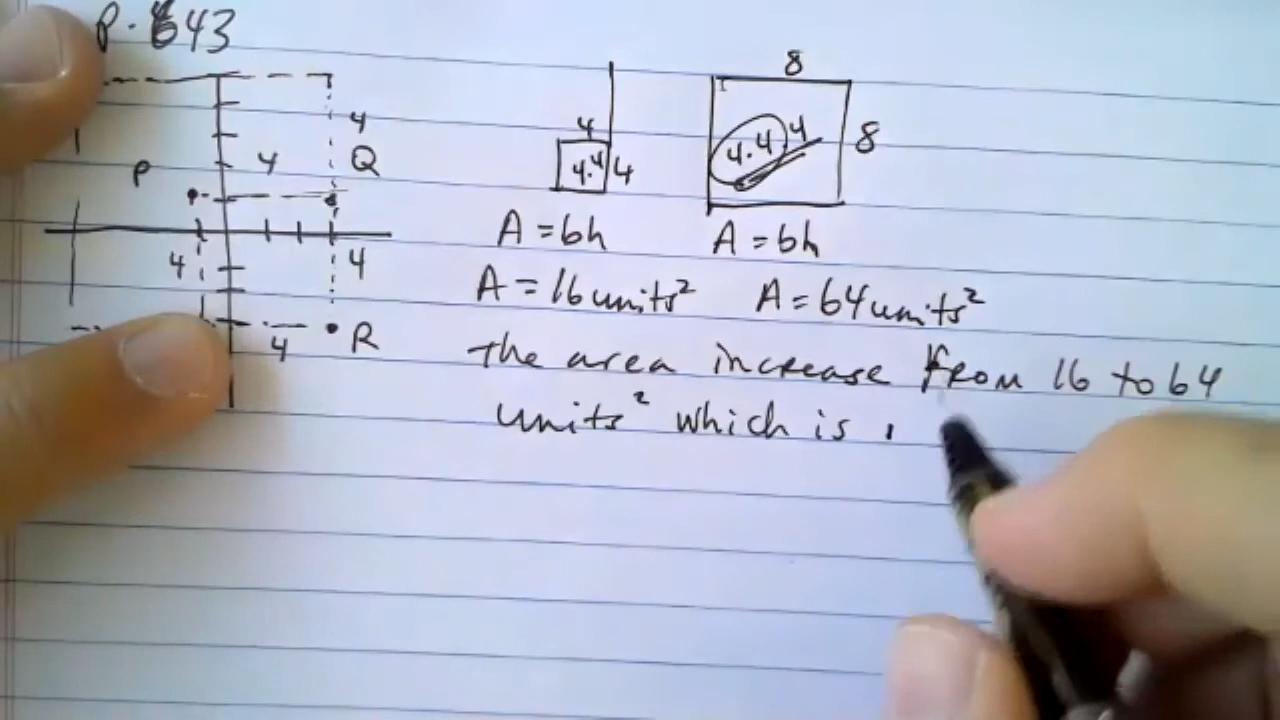 P. 643
4
P
4
Q
4
4
4
R
4
4.4
4
8
4.4
4
8
A = bh
A = bh
A = 16 units²
A = 64 units²
The area increase from 16 to 64
units² which is